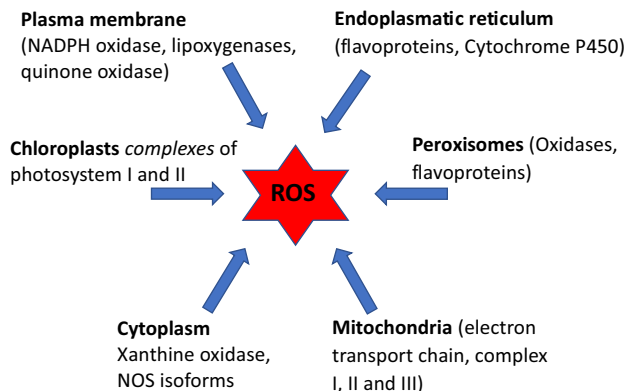 Plasma membrane
(NADPH oxidase, lipoxygenases,
quinone oxidase)
Endoplasmatic reticulum
(flavoproteins, Cytochrome P450)
Chloroplasts complexes of
photosystem I and II
ROS
Peroxisomes (Oxidases,
flavoproteins)
Cytoplasm
Xanthine oxidase,
NOS isoforms
Mitochondria (electron
transport chain, complex
I, II and III)